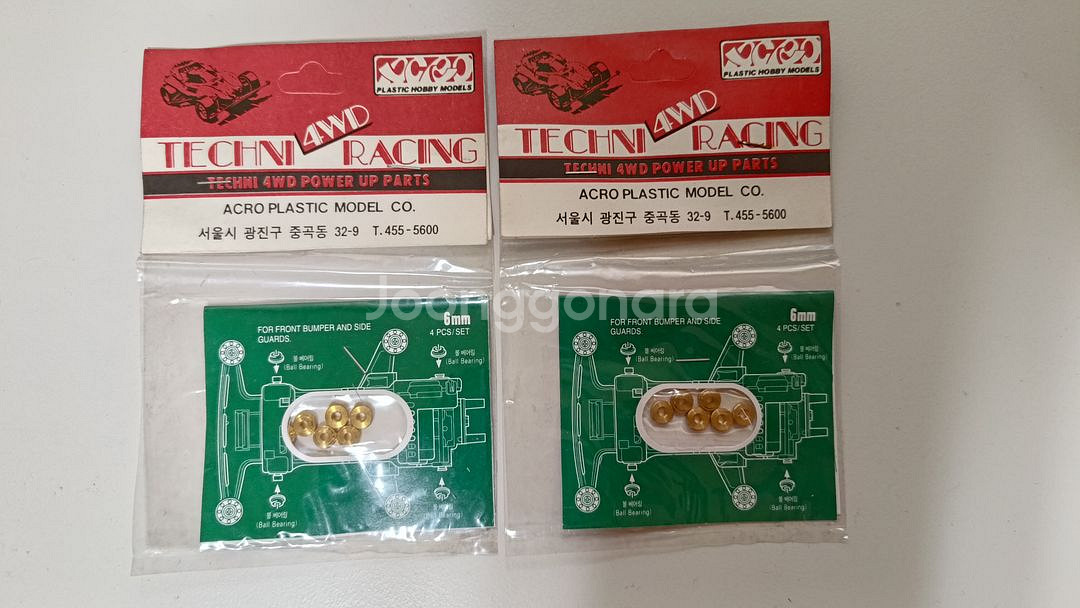 ACRO
PLASTIC HOBBY MODELS
TECHNI 4WD RACING
TECHNI 4WD POWER UP PARTS
ACRO PLASTIC MODEL CO.
서울시 광진구 중곡동 32-9 T.455-5600
6mm
4 PCS/SET
FOR FRONT BUMPER AND SIDE
GUARDS.
볼 베어링
(Ball Bearing)
볼 베어링
(Ball Bearing)
볼 베어링
(Ball Bearing)
볼 베어링
(Ball Bearing)
ACRO
PLASTIC HOBBY MODELS
TECHNI 4WD RACING
TECHNI 4WD POWER UP PARTS
ACRO PLASTIC MODEL CO.
서울시 광진구 중곡동 32-9 T.455-5600
6mm
4 PCS/SET
FOR FRONT BUMPER AND SIDE
GUARDS.
볼 베어링
(Ball Bearing)
볼 베어링
(Ball Bearing)
볼 베어링
(Ball Bearing)
볼 베어링
(Ball Bearing)
Joonggonara